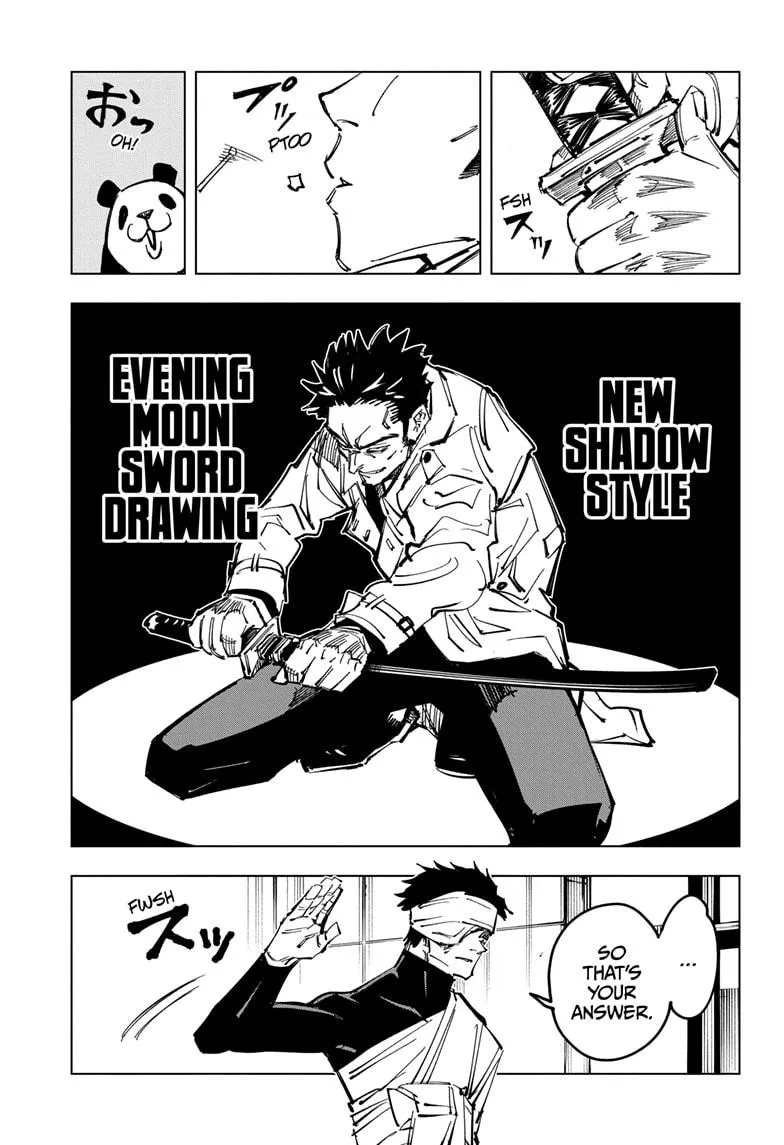 FSH
ズッ
プッ
PTOO
おっ
OH!
NEW
SHADOW
STYLE
EVENING
MOON
SWORD
DRAWING
...
SO
THAT'S
YOUR
ANSWER.
FWSH
スッ